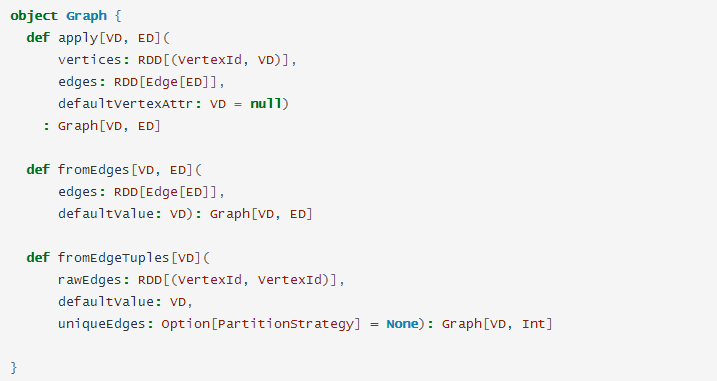 object Graph {
  def apply[VD, ED](
      vertices: RDD[(VertexId, VD)],
      edges: RDD[Edge[ED]],
      defaultVertexAttr: VD = null)
    : Graph[VD, ED]

  def fromEdges[VD, ED](
      edges: RDD[Edge[ED]],
      defaultValue: VD): Graph[VD, ED]

  def fromEdgeTuples[VD](
      rawEdges: RDD[(VertexId, VertexId)],
      defaultValue: VD,
      uniqueEdges: Option[PartitionStrategy] = None): Graph[VD, Int]

}